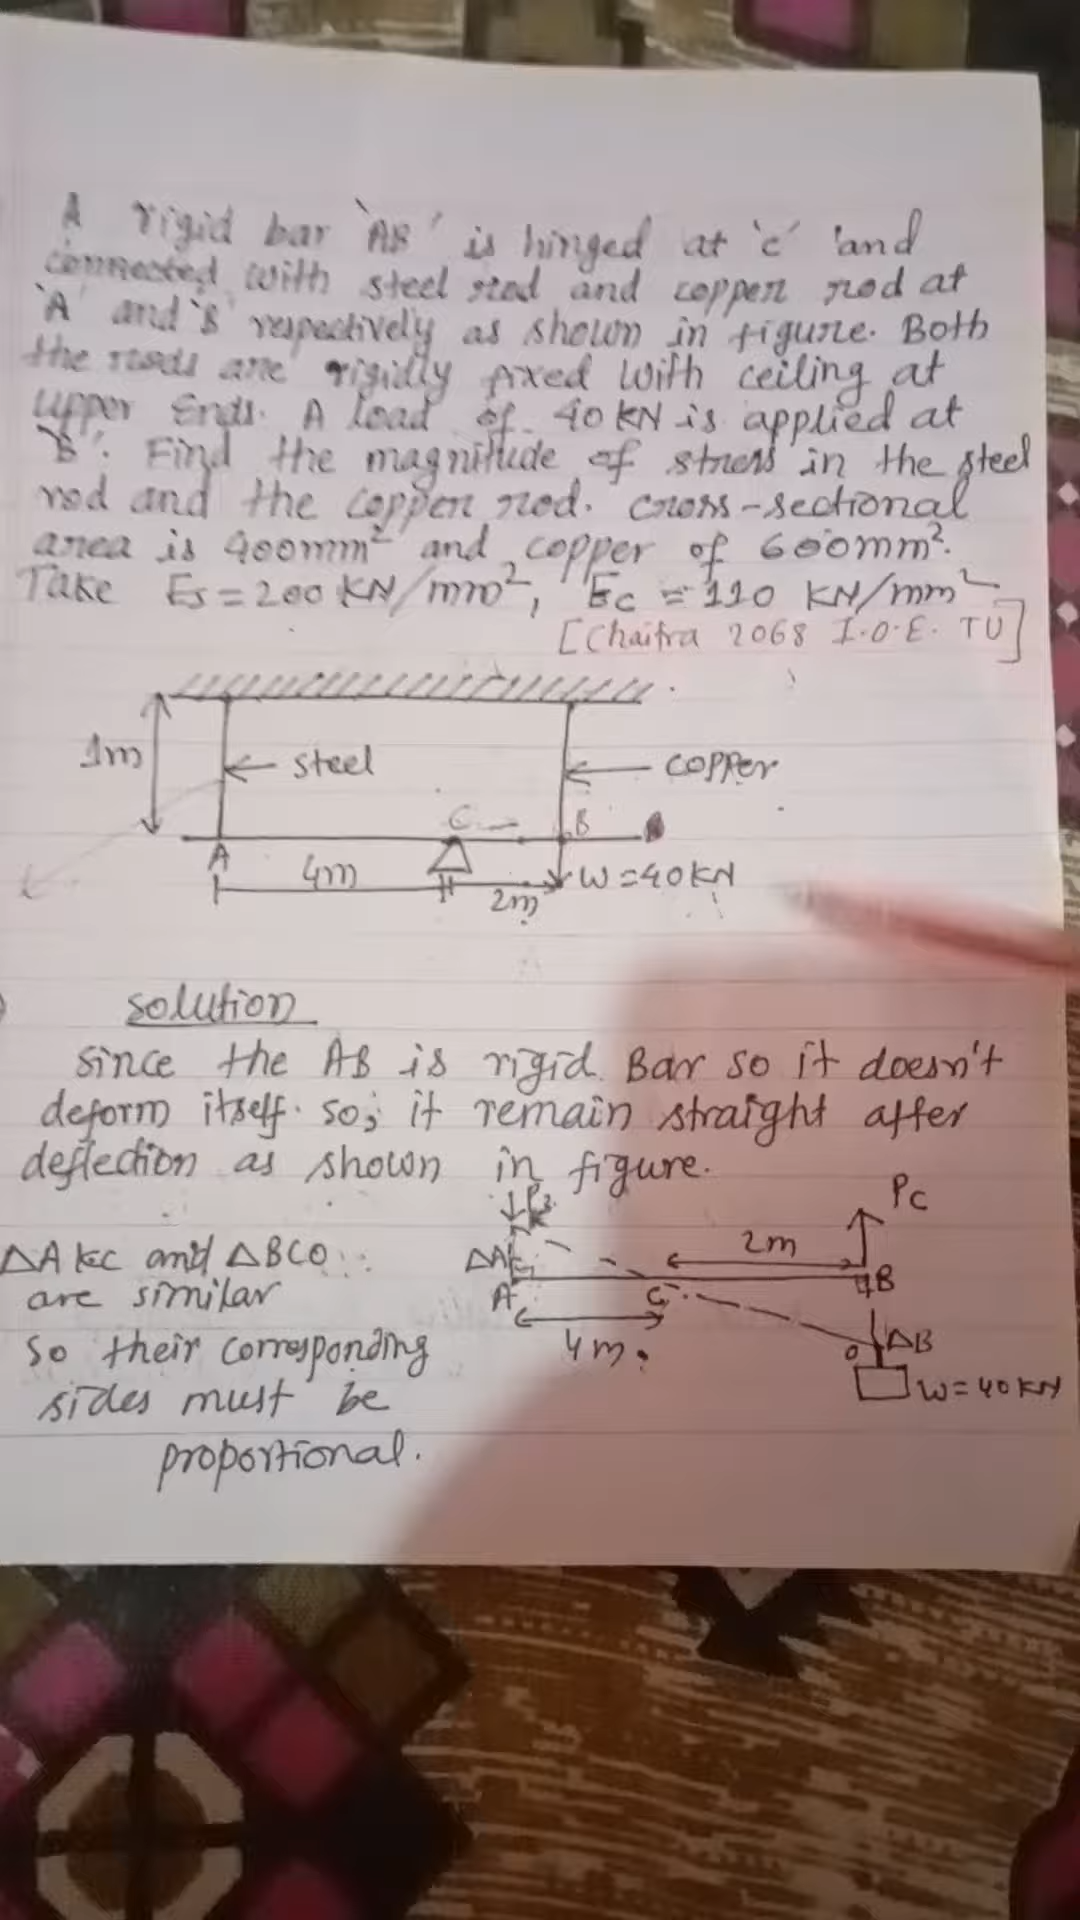 A rigid bar 'AB' is hinged at 'c' 'and
connected with steel rod and copper rod at
'A' and 'B' respectively as shown in figure. Both
the rods are rigidly fixed with ceiling at
upper Ends. A load of 40 KN is applied at
'B'. Find the magnitude of stress in the steel
rod and the copper rod. cross-sectional
area is 400mm² and copper of 600mm².
Take Es = 200 KN/mm², Ec = 110 KN/mm²
[Chaitra 2068 I.O.E. TU]
1m
steel
copper
C
B
A
4m
2m
W = 40 KN
solution
since the AB is rigid Bar so it doesn't
deform itself. so, it remain straight after
deflection as shown in figure.
Pc
2m
ΔA
A
C
B
4m.
O
ΔB
W = 40 KN
ΔAKC and ΔBCO
are similar
so their corresponding
sides must be
proportional.